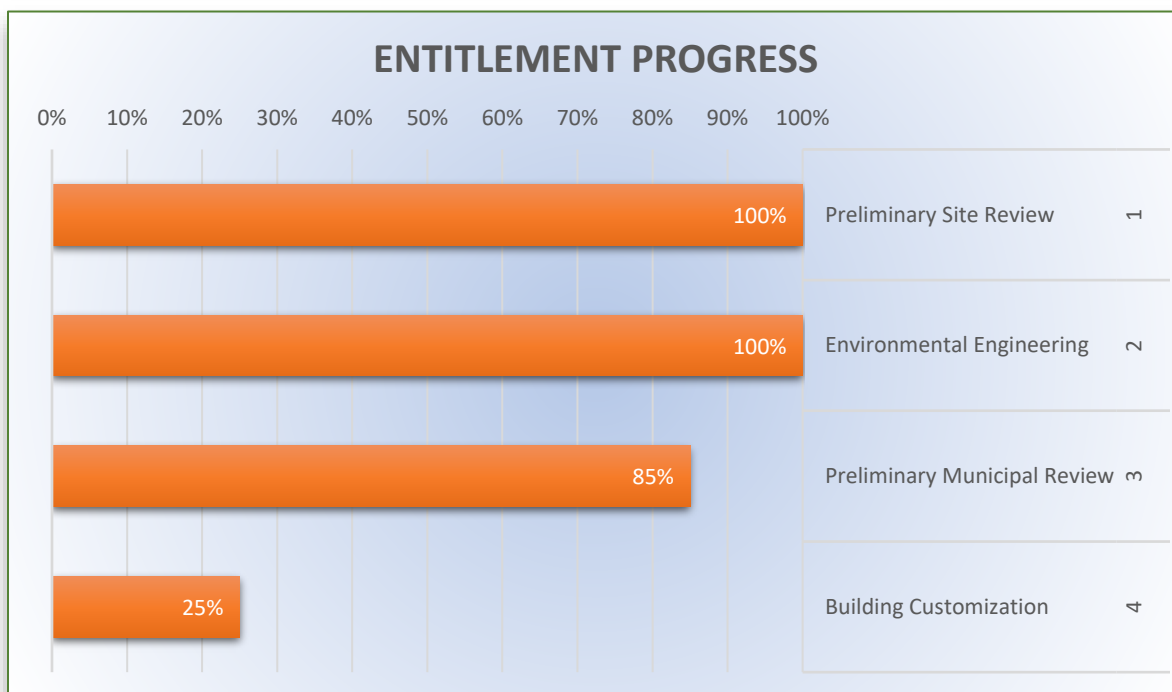 ENTITLEMENT PROGRESS
0% 10% 20% 30% 40% 50% 60% 70% 80% 90% 100%
100% Preliminary Site Review 1
100% Environmental Engineering 2
85% Preliminary Municipal Review 3
25% Building Customization 4